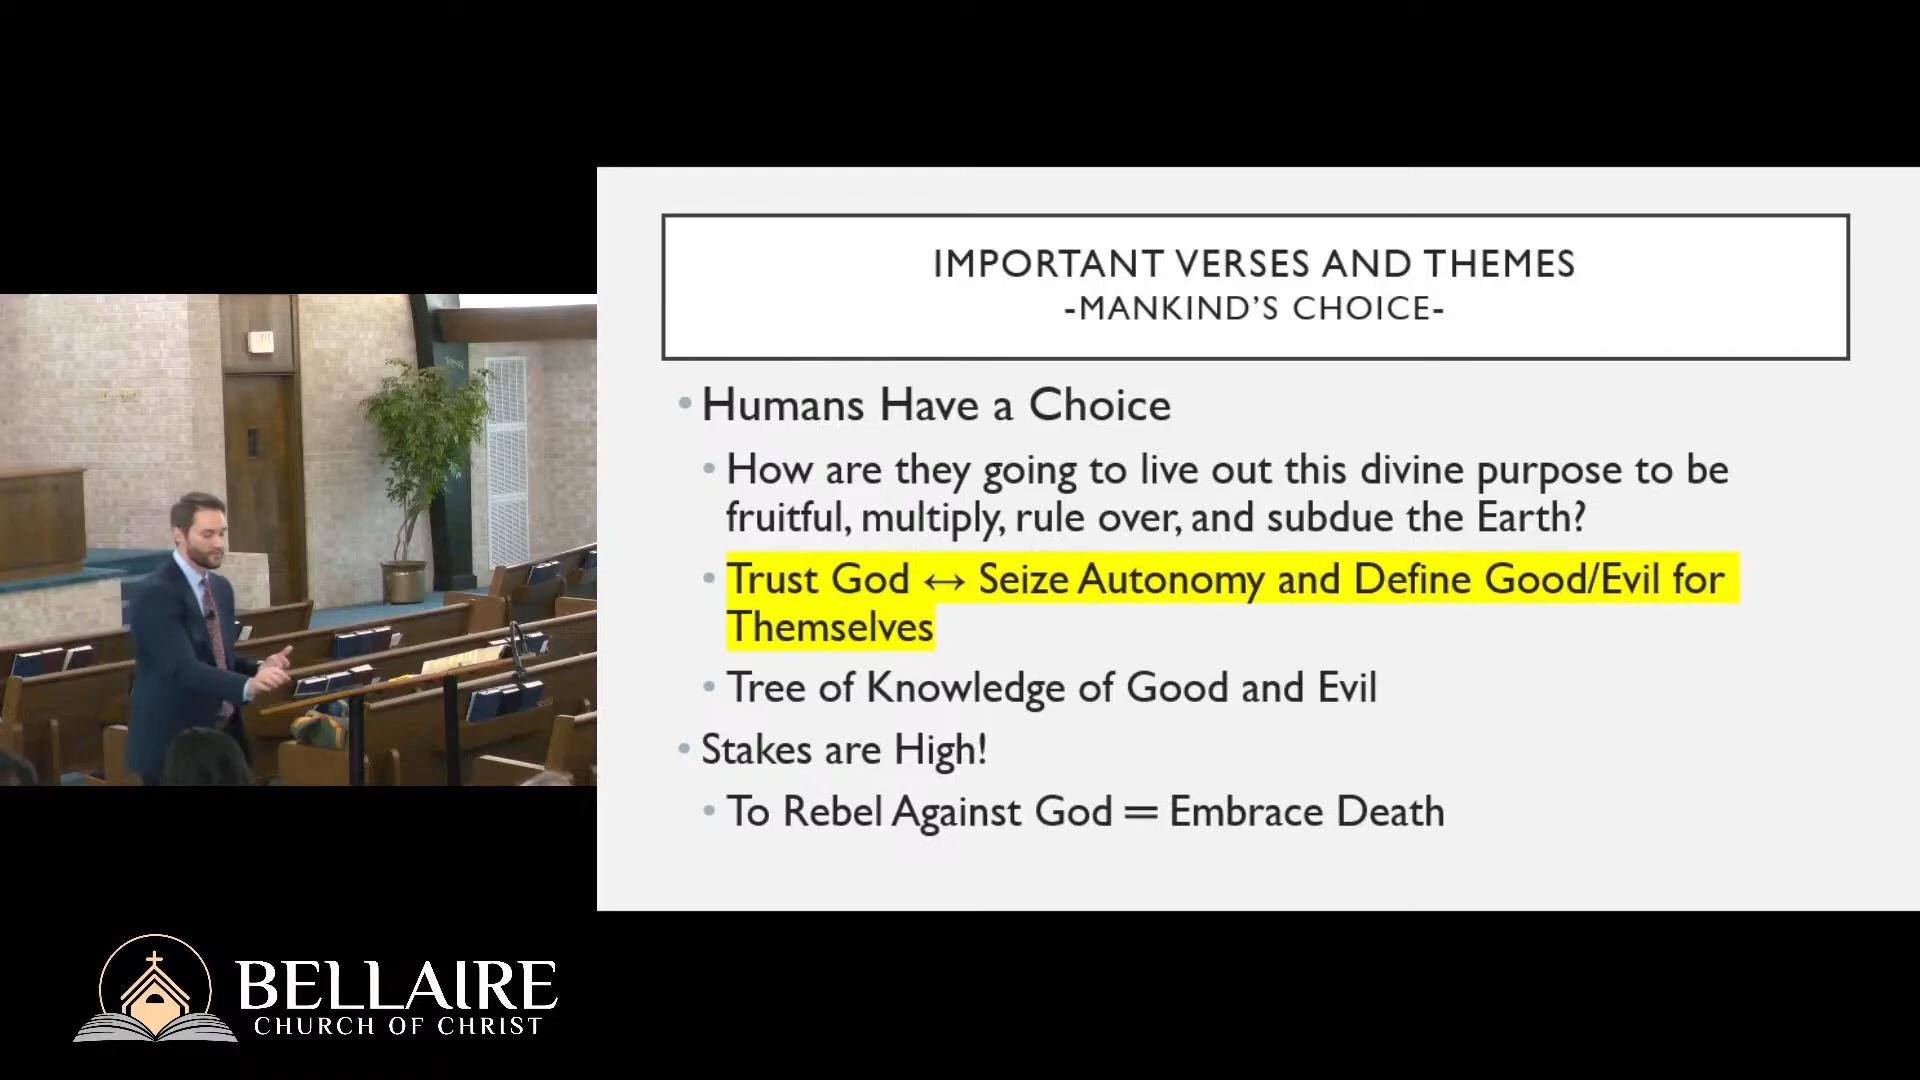 IMPORTANT VERSES AND THEMES
-MANKIND'S CHOICE-
• Humans Have a Choice
• How are they going to live out this divine purpose to be
fruitful, multiply, rule over, and subdue the Earth?
• Trust God ↔ Seize Autonomy and Define Good/Evil for
Themselves
• Tree of Knowledge of Good and Evil
• Stakes are High!
• To Rebel Against God = Embrace Death
BELLAIRE
CHURCH OF CHRIST